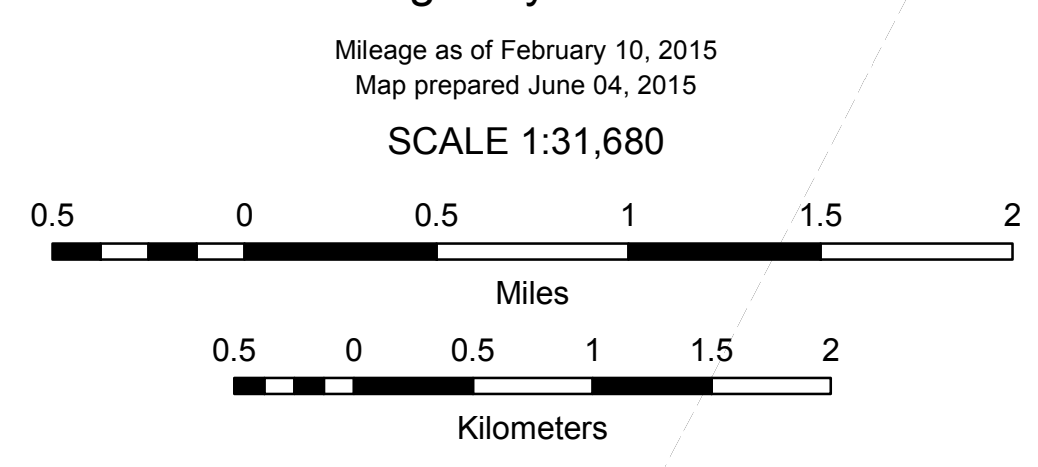 Mileage as of February 10, 2015
Map prepared June 04, 2015
SCALE 1:31,680
0.5 0 0.5 1 1.5 2
Miles
0.5 0 0.5 1 1.5 2
Kilometers